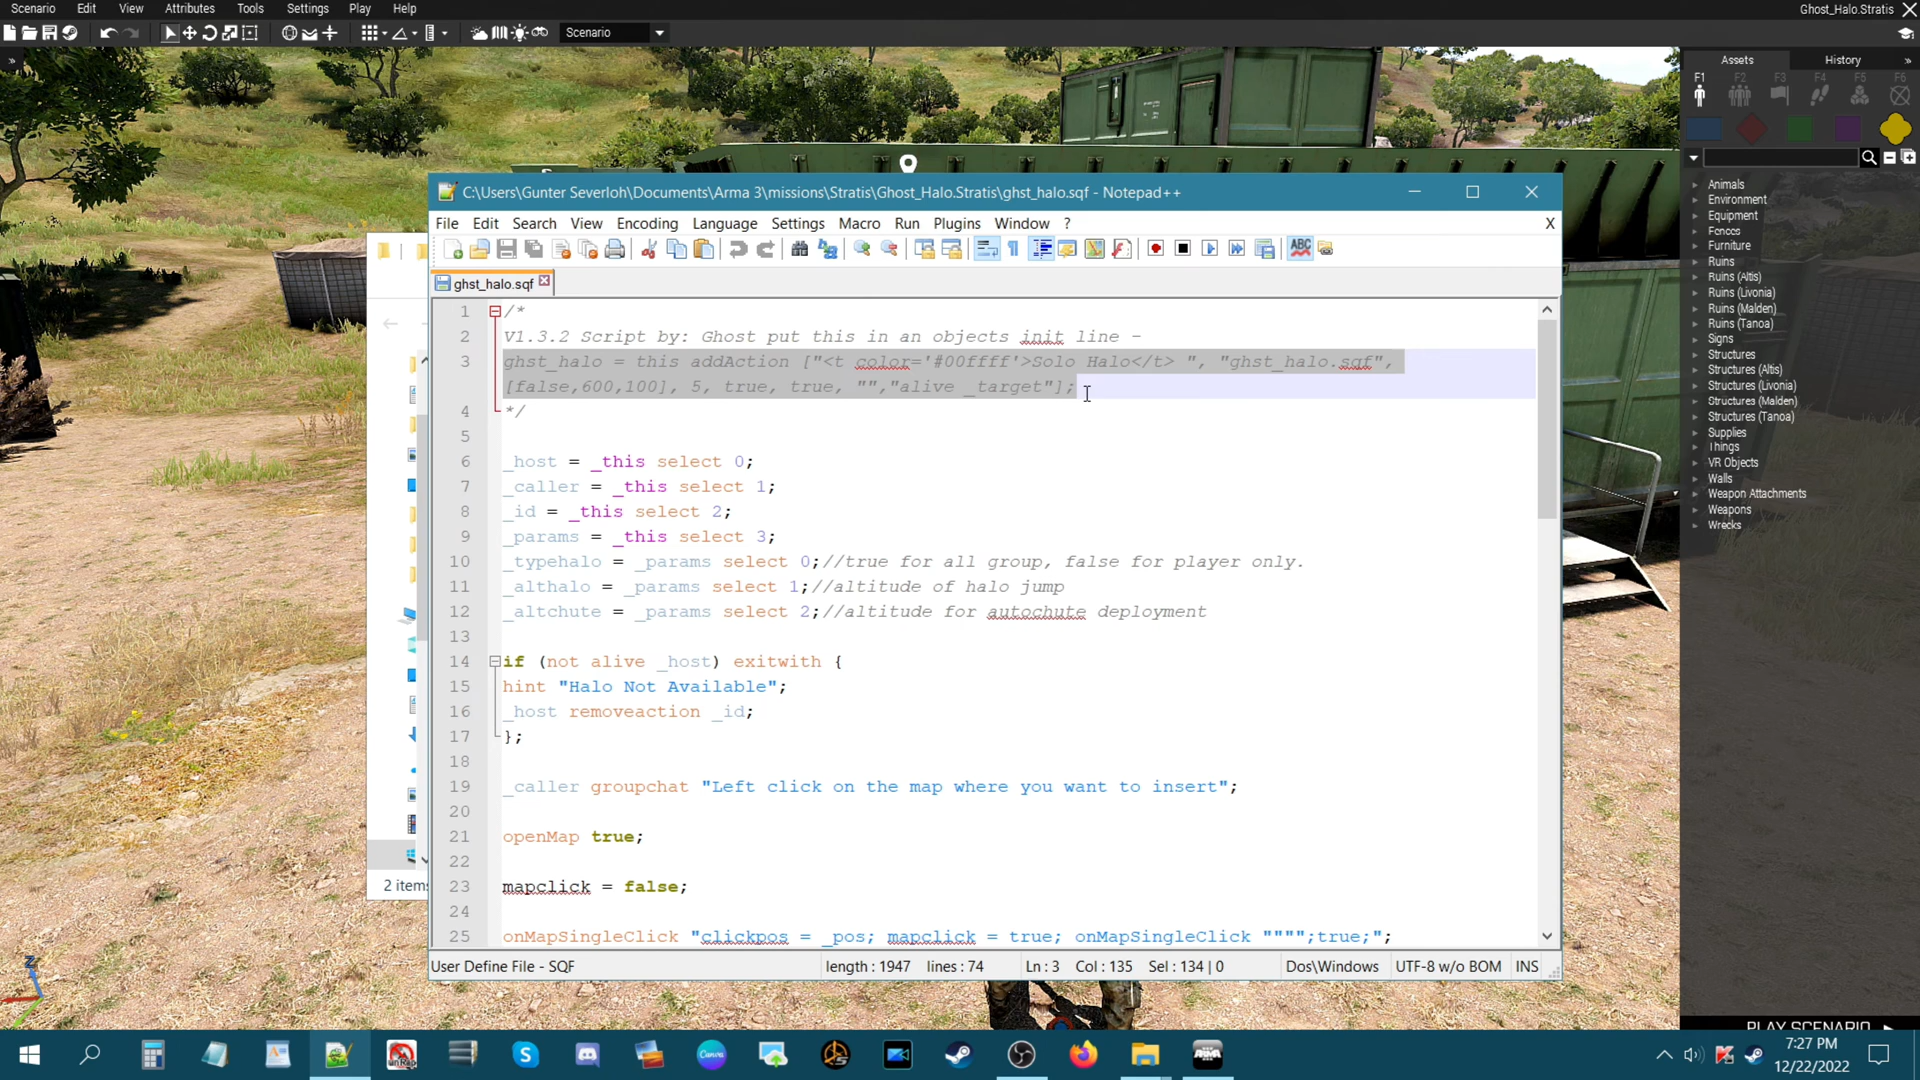 Scenario Edit View Attributes Tools Settings Play Help
Ghost_Halo.Stratis
Scenario
Assets History
F1 F2 F3 F4 F5 F6
C:\Users\Gunter Severloh\Documents\Arma 3\missions\Stratis\Ghost_Halo.Stratis\ghst_halo.sqf - Notepad++
File Edit Search View Encoding Language Settings Macro Run Plugins Window ? X
ABC
ghst_halo.sqf
1 /*
2 V1.3.2 Script by: Ghost put this in an objects init line -
3 ghst_halo = this addAction ["<t color='#00ffff'>Solo Halo</t> ", "ghst_halo.sqf",
[false,600,100], 5, true, true, "","alive _target"];
4 */
5
6 _host = _this select 0;
7 _caller = _this select 1;
8 _id = _this select 2;
9 _params = _this select 3;
10 _typehalo = _params select 0;//true for all group, false for player only.
11 _althalo = _params select 1;//altitude of halo jump
12 _altchute = _params select 2;//altitude for autochute deployment
13
14 if (not alive _host) exitwith {
15 hint "Halo Not Available";
16 _host removeaction _id;
17 };
18
19 _caller groupchat "Left click on the map where you want to insert";
20
21 openMap true;
22
23 mapclick = false;
24
25 onMapSingleClick "clickpos = _pos; mapclick = true; onMapSingleClick """";true;";
User Define File - SQF length : 1947 lines : 74 Ln : 3 Col : 135 Sel : 134 | 0 Dos\Windows UTF-8 w/o BOM INS
2 items
Animals
Environment
Equipment
Fences
Furniture
Ruins
Ruins (Altis)
Ruins (Livonia)
Ruins (Malden)
Ruins (Tanoa)
Signs
Structures
Structures (Altis)
Structures (Livonia)
Structures (Malden)
Structures (Tanoa)
Supplies
Things
VR Objects
Walls
Weapon Attachments
Weapons
Wrecks
PLAY SCENARIO
7:27 PM
12/22/2022